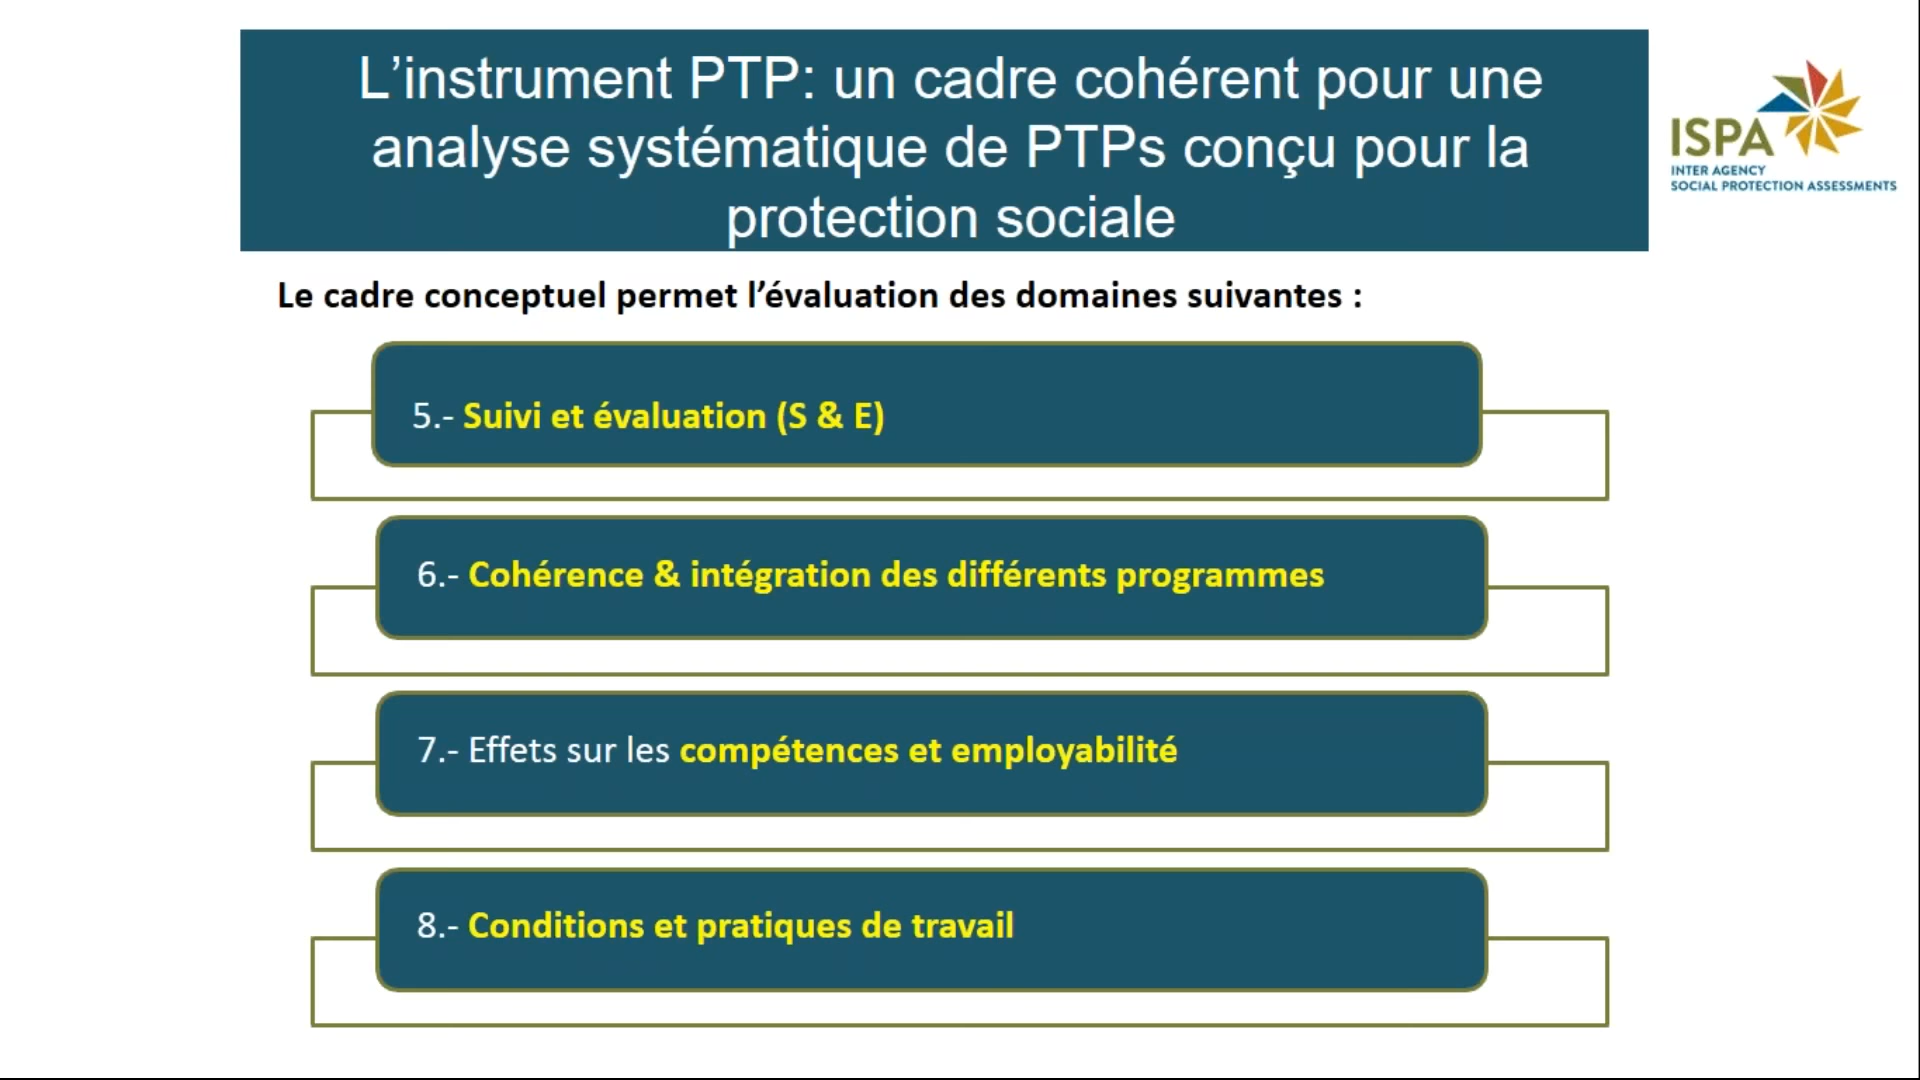 L’instrument PTP: un cadre cohérent pour une
analyse systématique de PTPs conçu pour la
protection sociale
ISPA
INTER AGENCY
SOCIAL PROTECTION ASSESSMENTS
Le cadre conceptuel permet l’évaluation des domaines suivantes :
5.- Suivi et évaluation (S & E)
6.- Cohérence & intégration des différents programmes
7.- Effets sur les compétences et employabilité
8.- Conditions et pratiques de travail